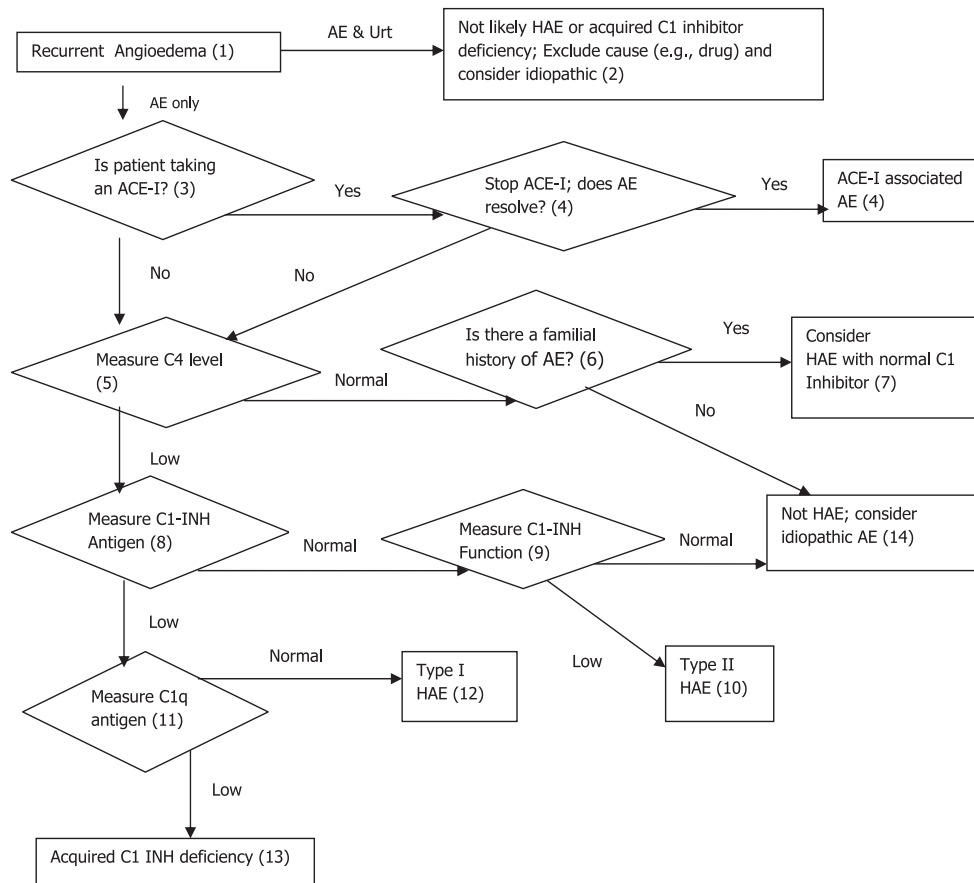 Recurrent Angioedema (1)
AE & Urt
Not likely HAE or acquired C1 inhibitor
deficiency; Exclude cause (e.g., drug) and
consider idiopathic (2)
AE only
Is patient taking
an ACE-I? (3)
Yes
Stop ACE-I; does AE
resolve? (4)
Yes
ACE-I associated
AE (4)
No
No
Measure C4 level
(5)
Normal
Is there a familial
history of AE? (6)
Yes
Consider
HAE with normal C1
Inhibitor (7)
No
Low
Measure C1-INH
Antigen (8)
Normal
Measure C1-INH
Function (9)
Normal
Not HAE; consider
idiopathic AE (14)
Low
Measure C1q
antigen (11)
Normal
Type I
HAE (12)
Low
Type II
HAE (10)
Low
Acquired C1 INH deficiency (13)